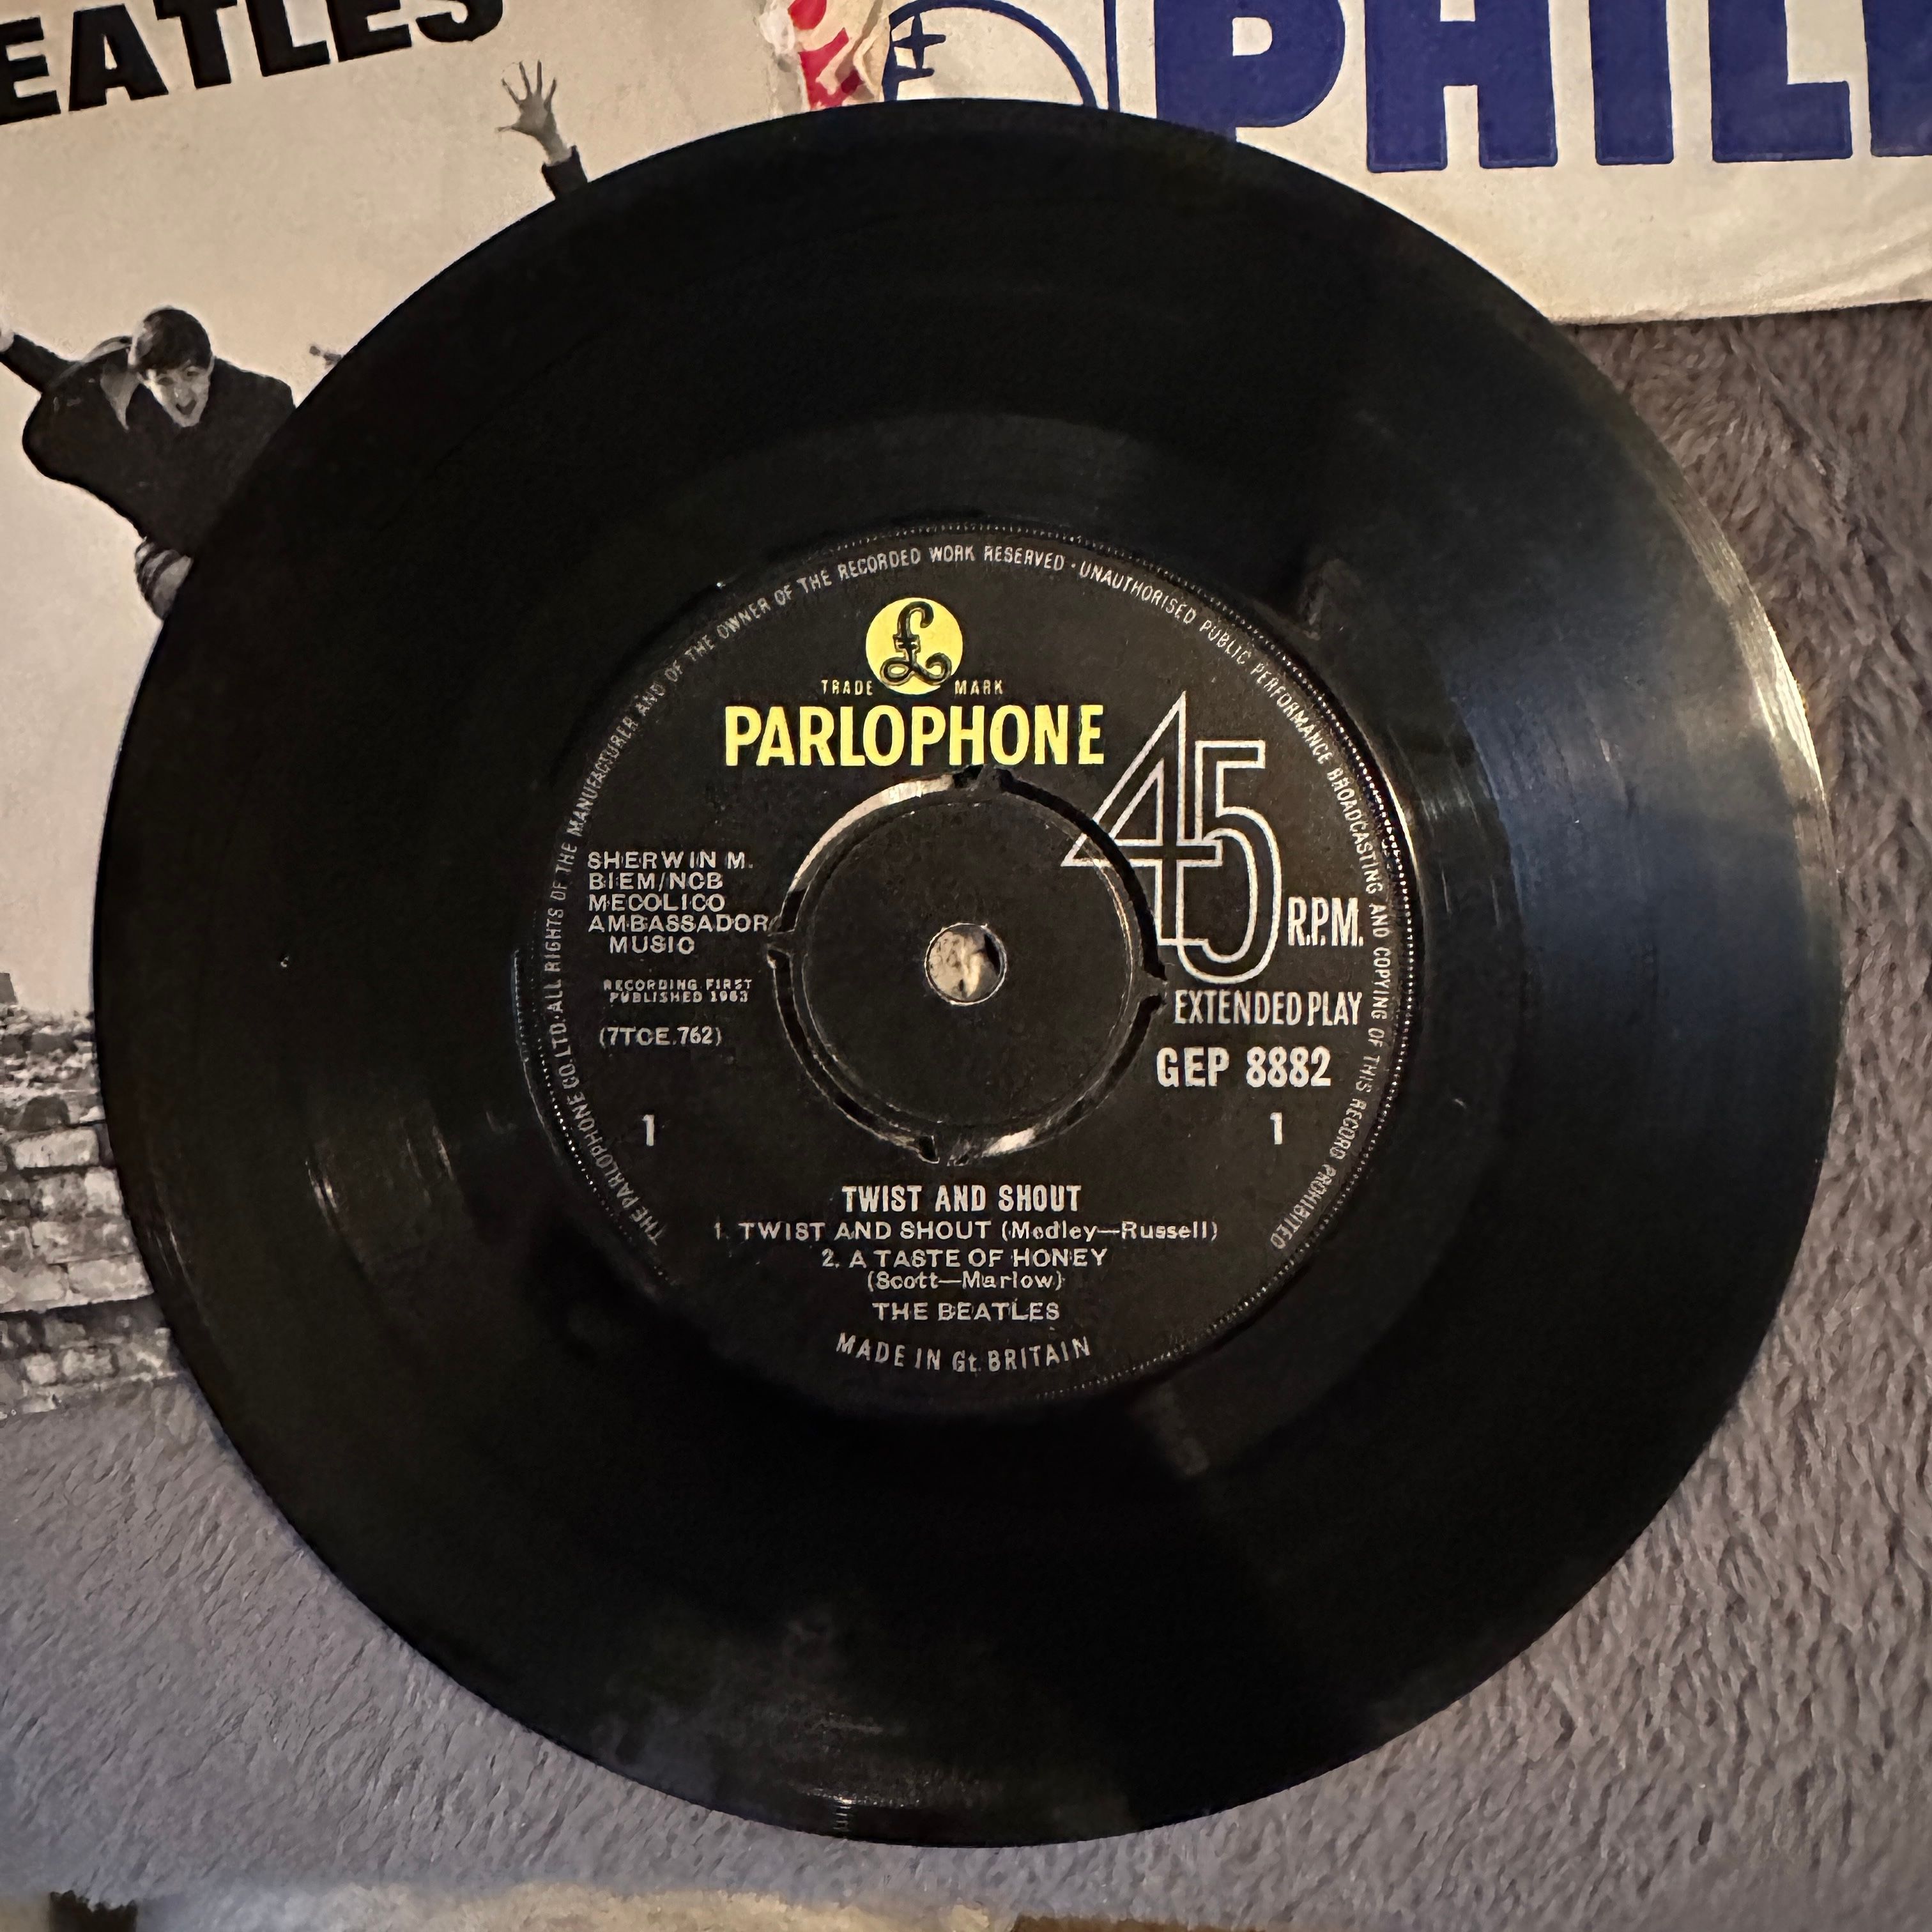 EATLES
PHILI
THE PARLOPHONE CO. LTD. ALL RIGHTS OF THE MANUFACTURER AND OF THE OWNER OF THE RECORDED WORK RESERVED · UNAUTHORISED PUBLIC PERFORMANCE BROADCASTING AND COPYING OF THIS RECORD PROHIBITED
£
TRADE MARK
PARLOPHONE
45
R.P.M.
SHERWIN M.
BIEM/NCB
MECOLICO
AMBASSADOR
MUSIC
RECORDING FIRST
PUBLISHED 1963
(7TCE.762)
EXTENDED PLAY
GEP 8882
1 1
TWIST AND SHOUT
1. TWIST AND SHOUT (Medley—Russell)
2. A TASTE OF HONEY
(Scott—Marlow)
THE BEATLES
MADE IN Gt. BRITAIN